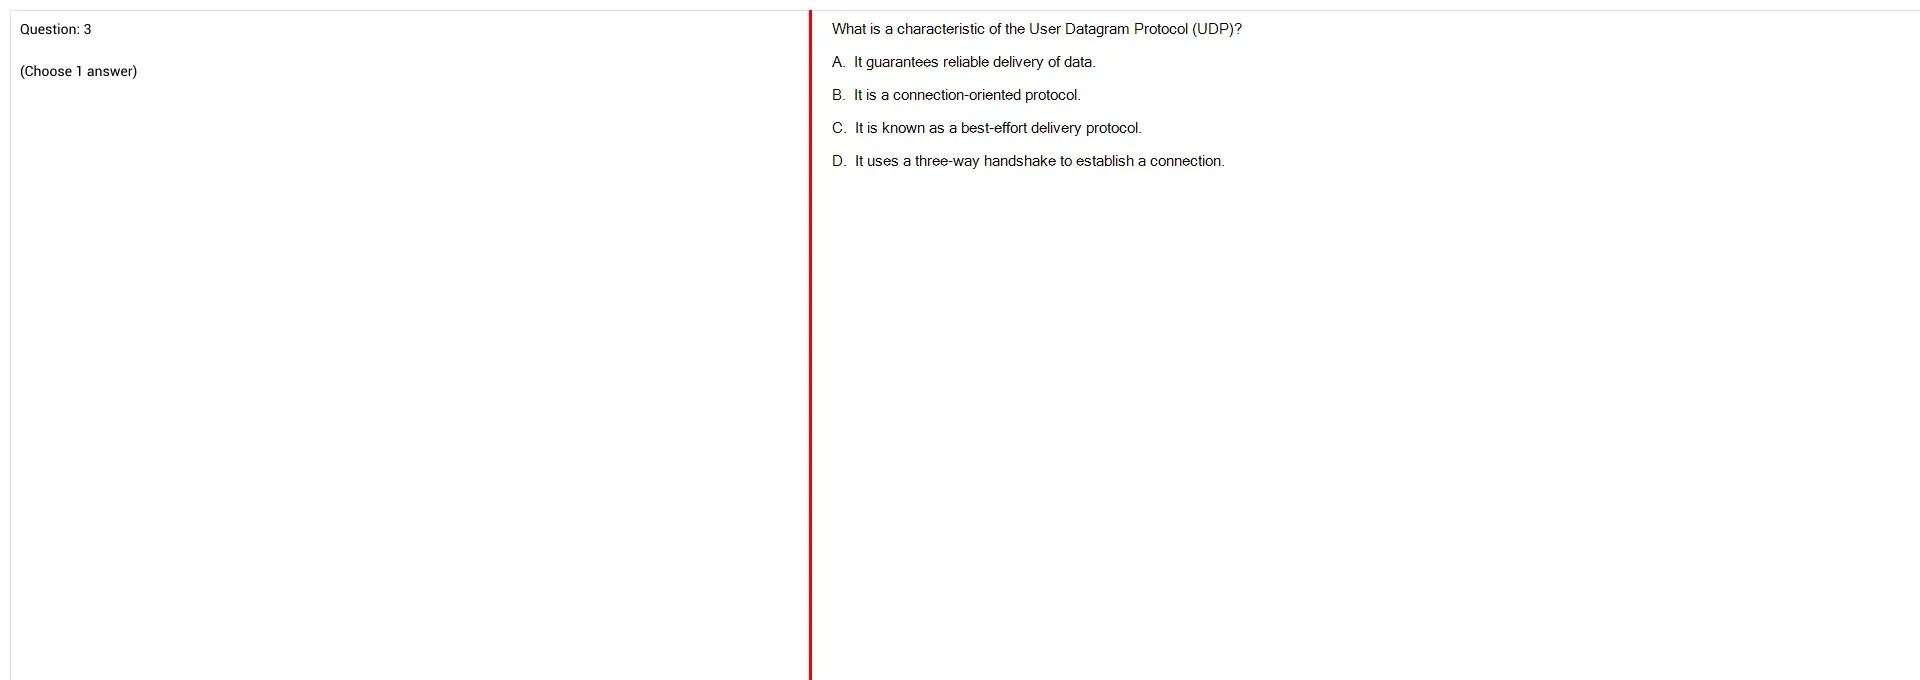 Question: 3
(Choose 1 answer)
What is a characteristic of the User Datagram Protocol (UDP)?
A. It guarantees reliable delivery of data.
B. It is a connection-oriented protocol.
C. It is known as a best-effort delivery protocol.
D. It uses a three-way handshake to establish a connection.